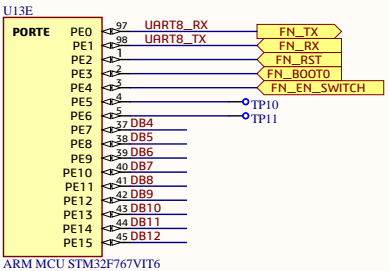 U13E
PORTE PE0 97 UART8_RX FN_TX
PE1 98 UART8_TX FN_RX
PE2 1 FN_RST
PE3 2 FN_BOOT0
PE4 3 FN_EN_SWITCH
PE5 4 TP10
PE6 5 TP11
PE7 37 DB4
PE8 38 DB5
PE9 39 DB6
PE10 40 DB7
PE11 41 DB8
PE12 42 DB9
PE13 43 DB10
PE14 44 DB11
PE15 45 DB12
ARM MCU STM32F767VIT6